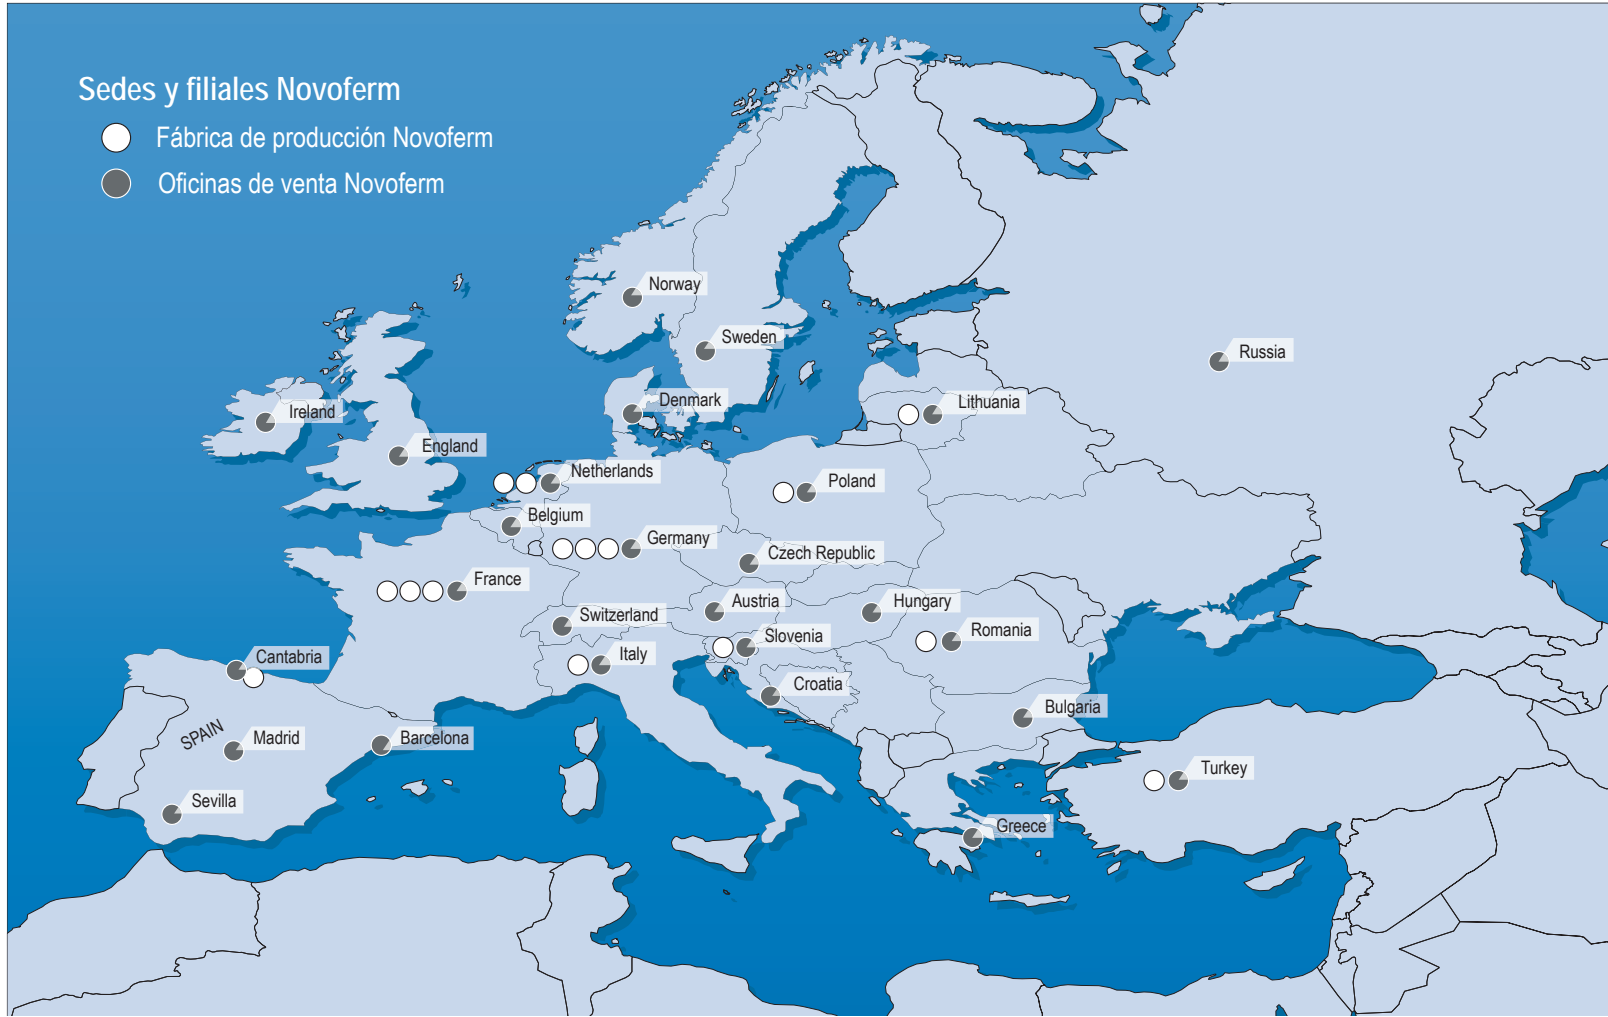 Sedes y filiales Novoferm
Fábrica de producción Novoferm
Oficinas de venta Novoferm
Norway
Sweden
Russia
Denmark
Lithuania
Ireland
England
Netherlands
Poland
Belgium
Germany
Czech Republic
France
Austria
Hungary
Switzerland
Slovenia
Romania
Italy
Cantabria
Croatia
Bulgaria
SPAIN
Madrid
Barcelona
Turkey
Sevilla
Greece